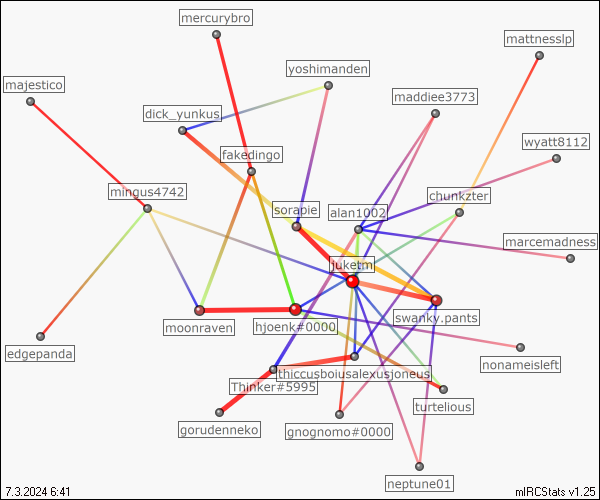 mercurybro
mattnesslp
yoshimanden
majestico
maddiee3773
dick_yunkus
wyatt8112
fakedingo
mingus4742
chunkzter
sorapie
alan1002
marcemadness
juketm
swanky.pants
moonraven
hjoenk#0000
edgepanda
nonameisleft
thiccusboiusalexusjoneus
Thinker#5995
turtelious
gorudenneko
gnognomo#0000
neptune01
7.3.2024 6:41
mIRCStats v1.25